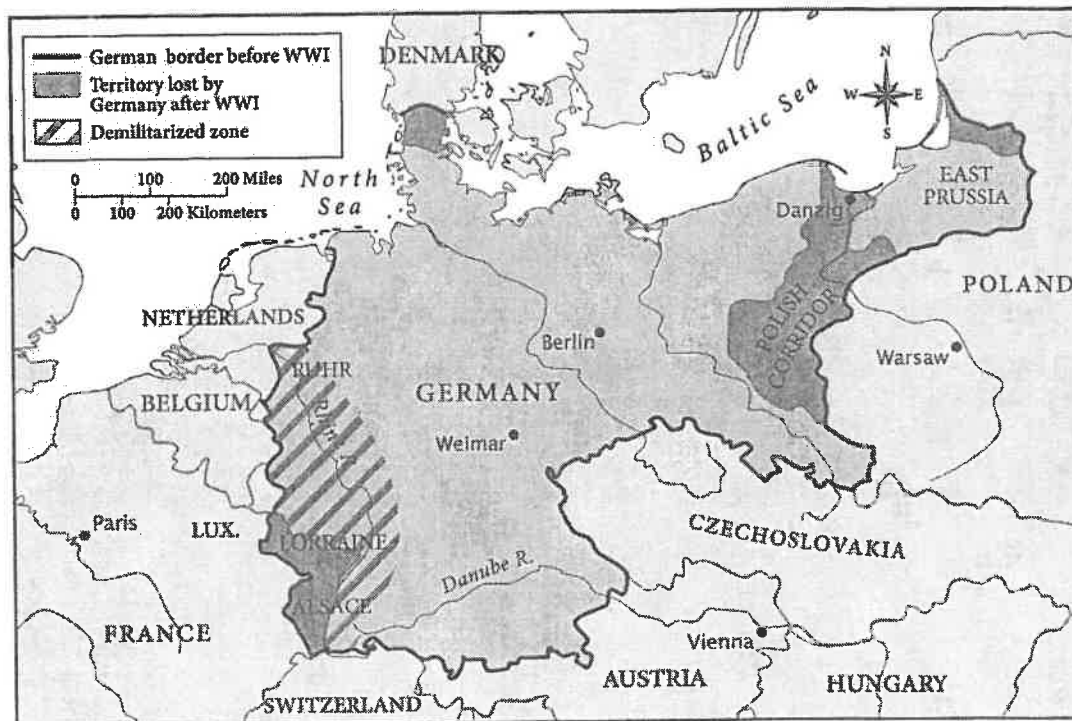 German border before WWI
Territory lost by
Germany after WWI
Demilitarized zone
0 100 200 Miles
0 100 200 Kilometers
DENMARK
N
W E
S
Baltic Sea
North
Sea
EAST
PRUSSIA
Danzig
POLAND
NETHERLANDS
POLISH
CORRIDOR
Berlin
Warsaw
RUHR
BELGIUM
GERMANY
Weimar
Paris
LUX.
LORRAINE
CZECHOSLOVAKIA
Danube R.
ALSACE
FRANCE
Vienna
AUSTRIA
HUNGARY
SWITZERLAND